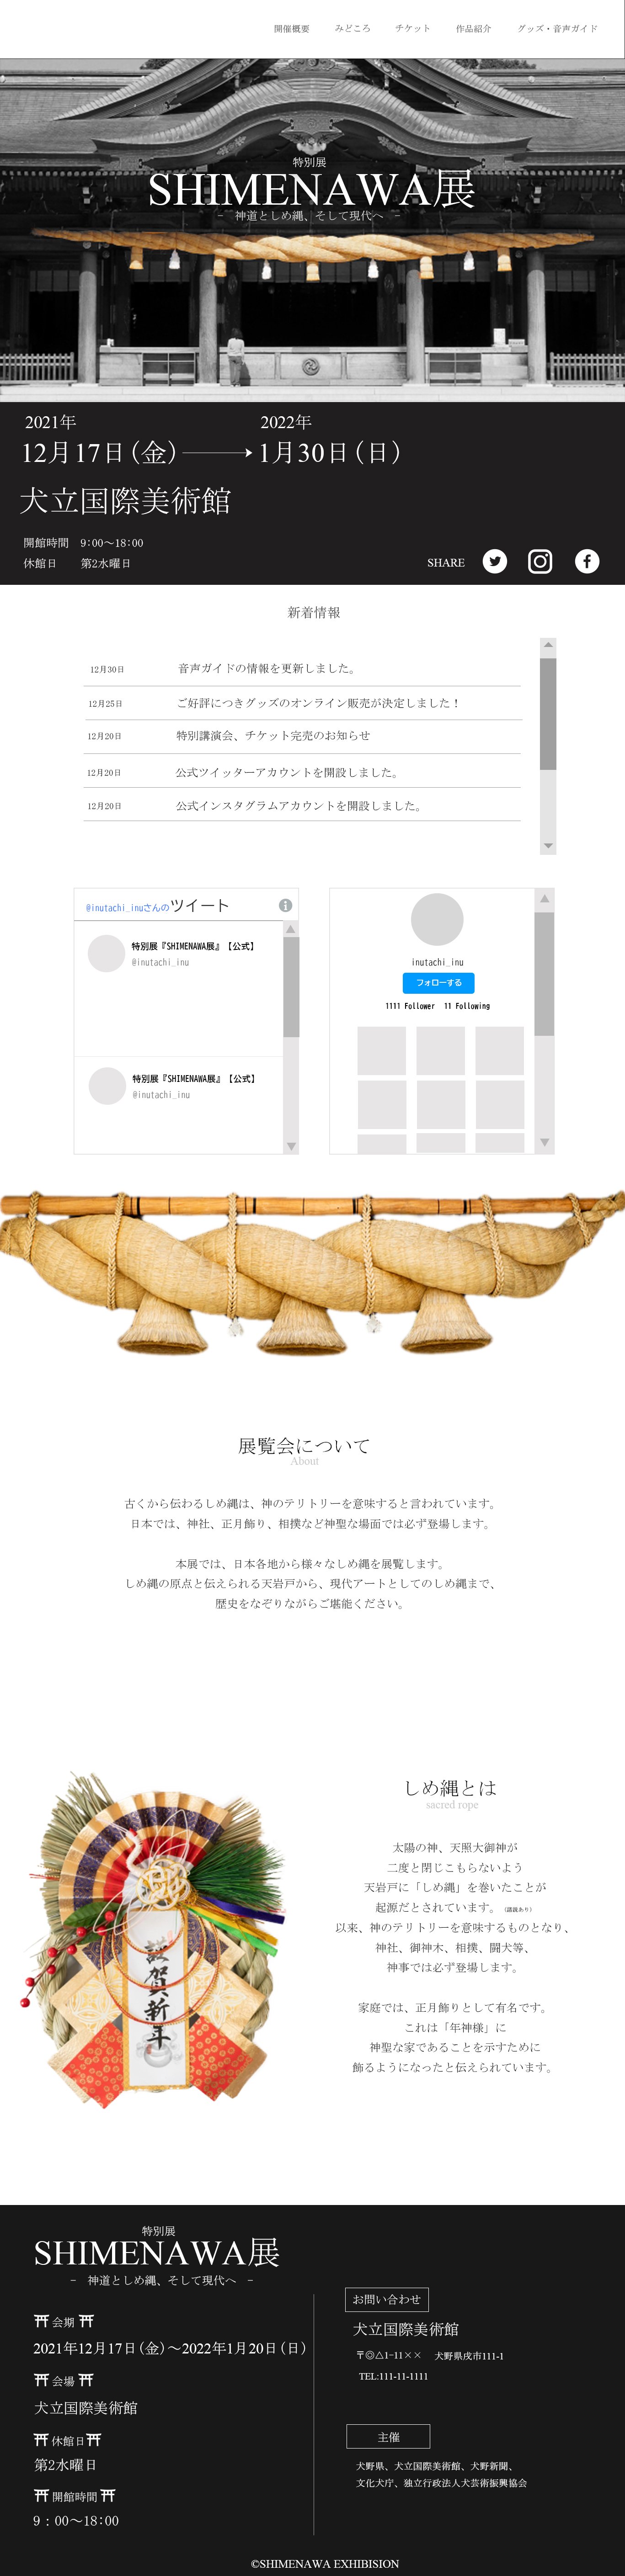 開催概要 みどころ チケット 作品紹介 グッズ・音声ガイド
特別展
SHIMENAWA展
－ 神道としめ縄、そして現代へ －
2021年 2022年
12月17日（金） 1月30日（日）
犬立国際美術館
開館時間 9:00〜18:00
休館日 第2水曜日
SHARE
新着情報
12月30日 音声ガイドの情報を更新しました。
12月25日 ご好評につきグッズのオンライン販売が決定しました！
12月20日 特別講演会、チケット完売のお知らせ
12月20日 公式ツイッターアカウントを開設しました。
12月20日 公式インスタグラムアカウントを開設しました。
@inutachi_inuさんのツイート
特別展『SHIMENAWA展』【公式】
@inutachi_inu
特別展『SHIMENAWA展』【公式】
@inutachi_inu
inutachi_inu
フォローする
1111 Follower 11 Following
展覧会について
About
古くから伝わるしめ縄は、神のテリトリーを意味すると言われています。
日本では、神社、正月飾り、相撲など神聖な場面では必ず登場します。
本展では、日本各地から様々なしめ縄を展覧します。
しめ縄の原点と伝えられる天岩戸から、現代アートとしてのしめ縄まで、
歴史をなぞりながらご堪能ください。
謹賀新年
しめ縄とは
sacred rope
太陽の神、天照大御神が
二度と閉じこもらないよう
天岩戸に「しめ縄」を巻いたことが
起源だとされています。（諸説あり）
以来、神のテリトリーを意味するものとなり、
神社、御神木、相撲、闘犬等、
神事では必ず登場します。
家庭では、正月飾りとして有名です。
これは「年神様」に
神聖な家であることを示すために
飾るようになったと伝えられています。
特別展
SHIMENAWA展
－ 神道としめ縄、そして現代へ －
会期
2021年12月17日（金）〜2022年1月20日（日）
会場
犬立国際美術館
休館日
第2水曜日
開館時間
9：00〜18:00
お問い合わせ
犬立国際美術館
〒◎△1−11×× 犬野県戌市111-1
TEL:111-11-1111
主催
犬野県、犬立国際美術館、犬野新聞、
文化犬庁、独立行政法人犬芸術振興協会
©SHIMENAWA EXHIBISION